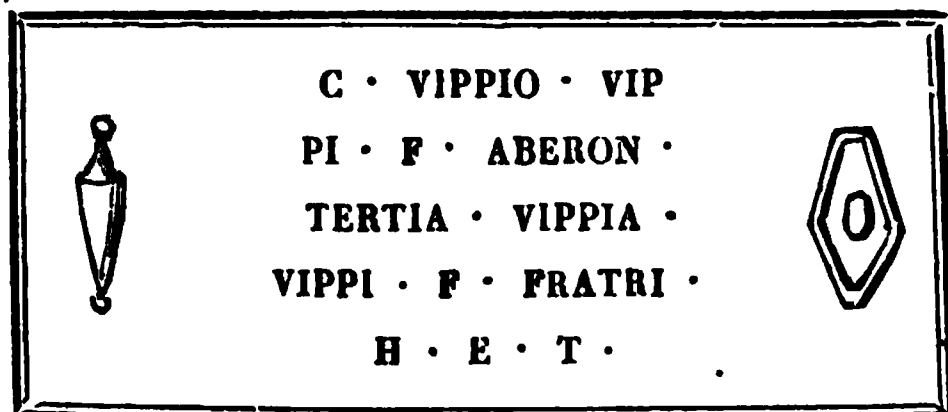 C · VIPPIO · VIP
PI · F · ABERON ·
TERTIA · VIPPIA ·
VIPPI · F · FRATRI ·
H · E · T ·